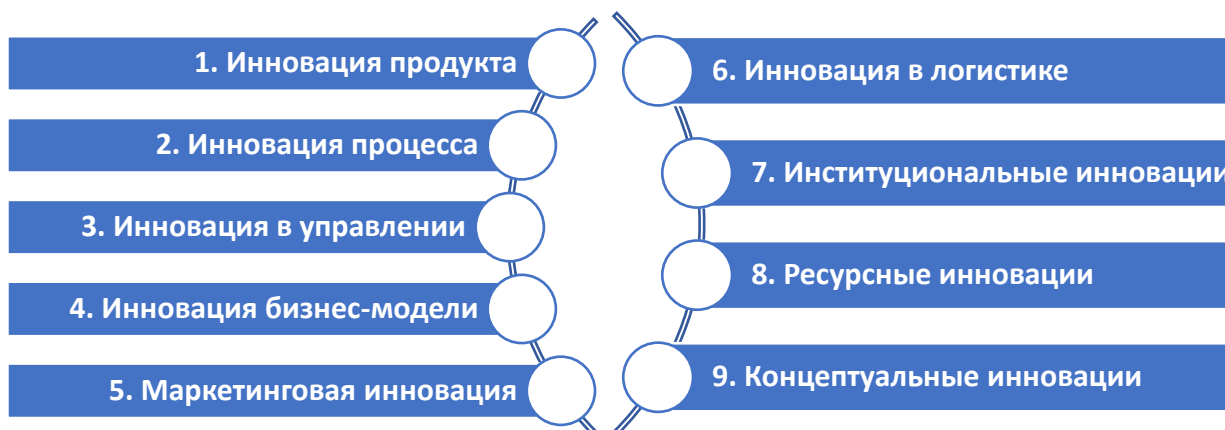 1. Инновация продукта
2. Инновация процесса
3. Инновация в управлении
4. Инновация бизнес-модели
5. Маркетинговая инновация
6. Инновация в логистике
7. Институциональные инновации
8. Ресурсные инновации
9. Концептуальные инновации